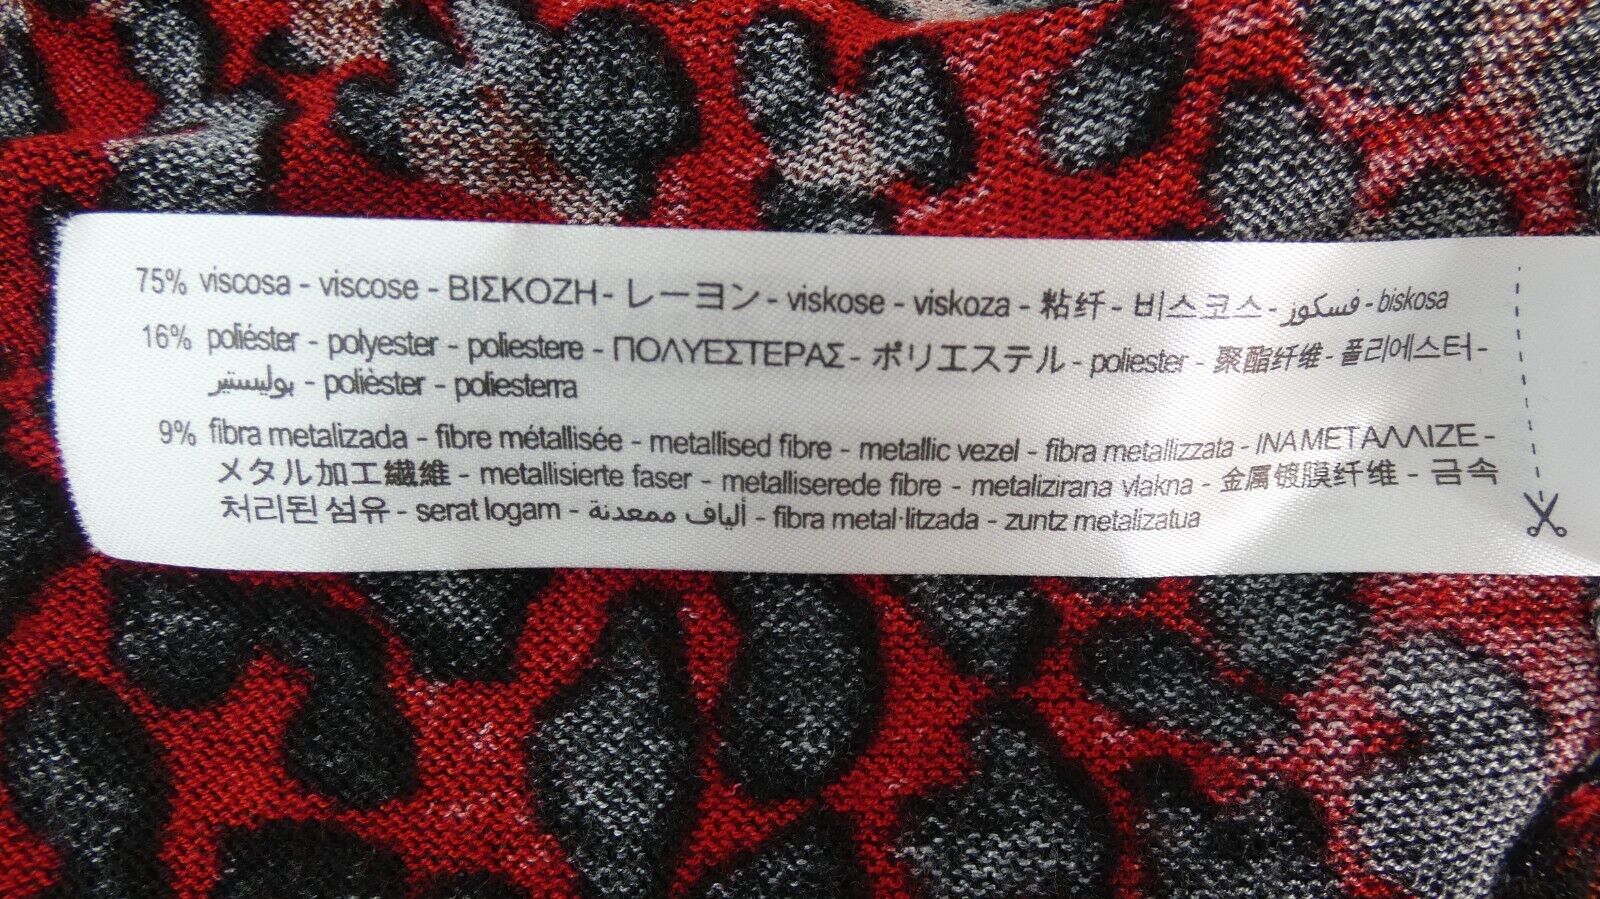 75% viscosa - viscose - ΒΙΣΚΟΖΗ - レーヨン - viskose - viskoza - 粘纤 - 비스코스 - فسكوز - biskosa
16% poliéster - polyester - poliestere - ΠΟΛΥΕΣΤΕΡΑΣ - ポリエステル - poliester - 聚酯纤维 - 폴리에스터 -
بوليستير - polièster - poliesterra
9% fibra metalizada - fibre métallisée - metallised fibre - metallic vezel - fibra metallizzata - ΙΝΑ ΜΕΤΑΛΛΙΖΕ -
メタル加工繊維 - metallisierte faser - metalliserede fibre - metalizirana vlakna - 金属镀膜纤维 - 금속
처리된 섬유 - serat logam - ألياف ممعدنة - fibra metal·litzada - zuntz metalizatua